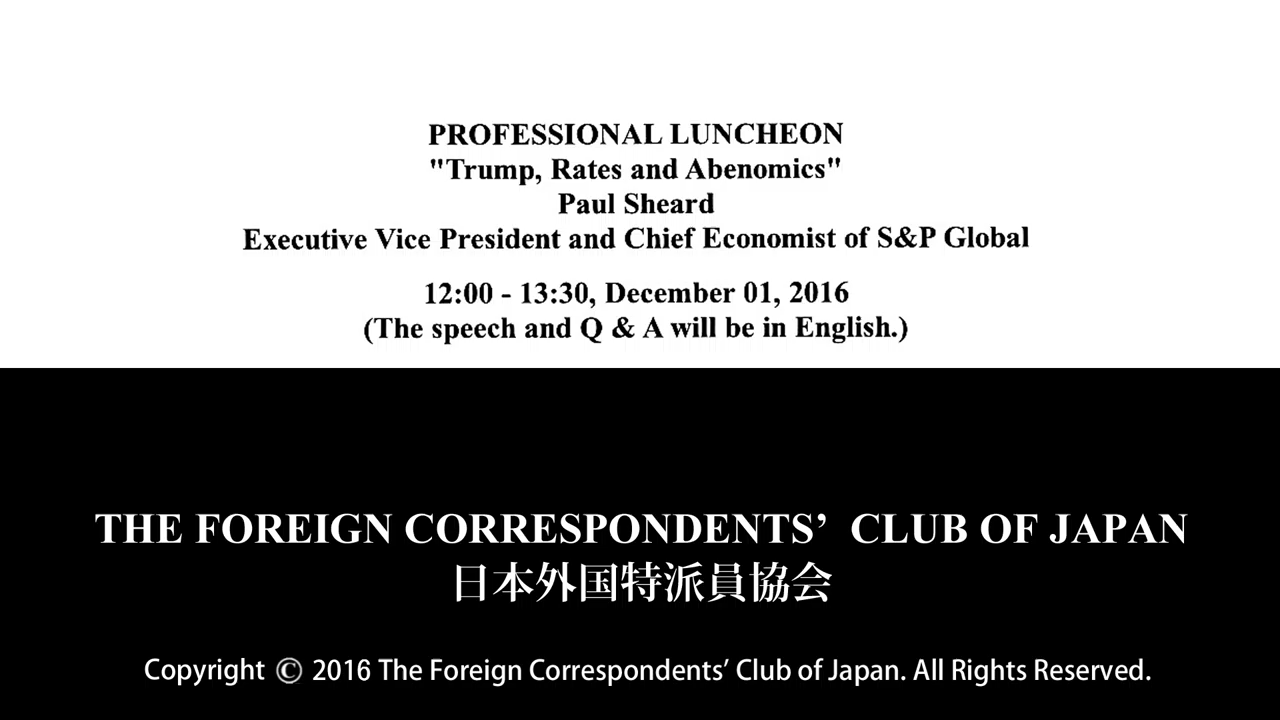 PROFESSIONAL LUNCHEON
"Trump, Rates and Abenomics"
Paul Sheard
Executive Vice President and Chief Economist of S&P Global
12:00 - 13:30, December 01, 2016
(The speech and Q & A will be in English.)
THE FOREIGN CORRESPONDENTS’ CLUB OF JAPAN
日本外国特派員協会
Copyright © 2016 The Foreign Correspondents’ Club of Japan. All Rights Reserved.